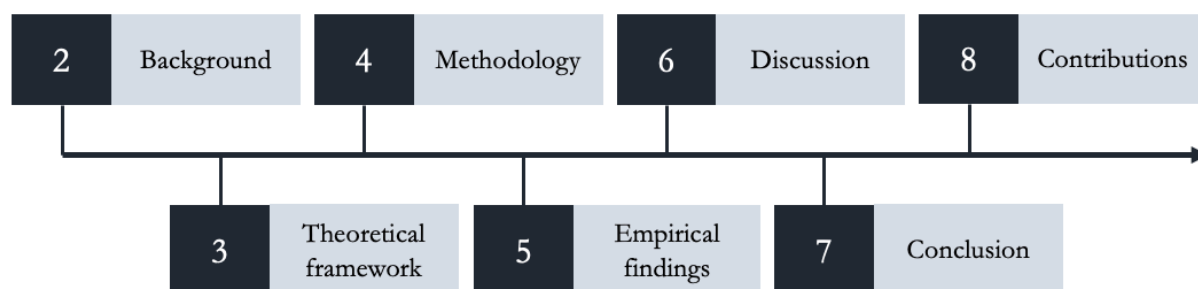 2 Background
4 Methodology
6 Discussion
8 Contributions
3 Theoretical
framework
5 Empirical
findings
7 Conclusion